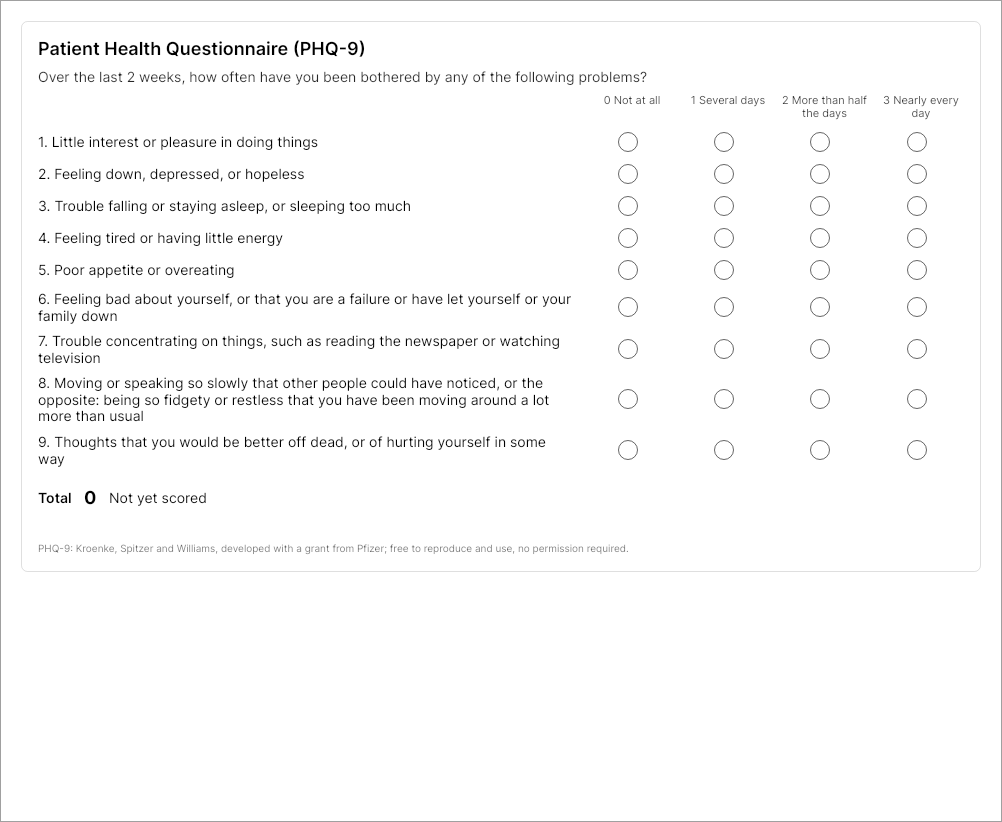 Patient Health Questionnaire (PHQ-9)
Over the last 2 weeks, how often have you been bothered by any of the following problems?
0 Not at all 1 Several days 2 More than half the days 3 Nearly every day
1. Little interest or pleasure in doing things
2. Feeling down, depressed, or hopeless
3. Trouble falling or staying asleep, or sleeping too much
4. Feeling tired or having little energy
5. Poor appetite or overeating
6. Feeling bad about yourself, or that you are a failure or have let yourself or your
family down
7. Trouble concentrating on things, such as reading the newspaper or watching
television
8. Moving or speaking so slowly that other people could have noticed, or the
opposite: being so fidgety or restless that you have been moving around a lot
more than usual
9. Thoughts that you would be better off dead, or of hurting yourself in some
way
Total 0 Not yet scored
PHQ-9: Kroenke, Spitzer and Williams, developed with a grant from Pfizer; free to reproduce and use, no permission required.